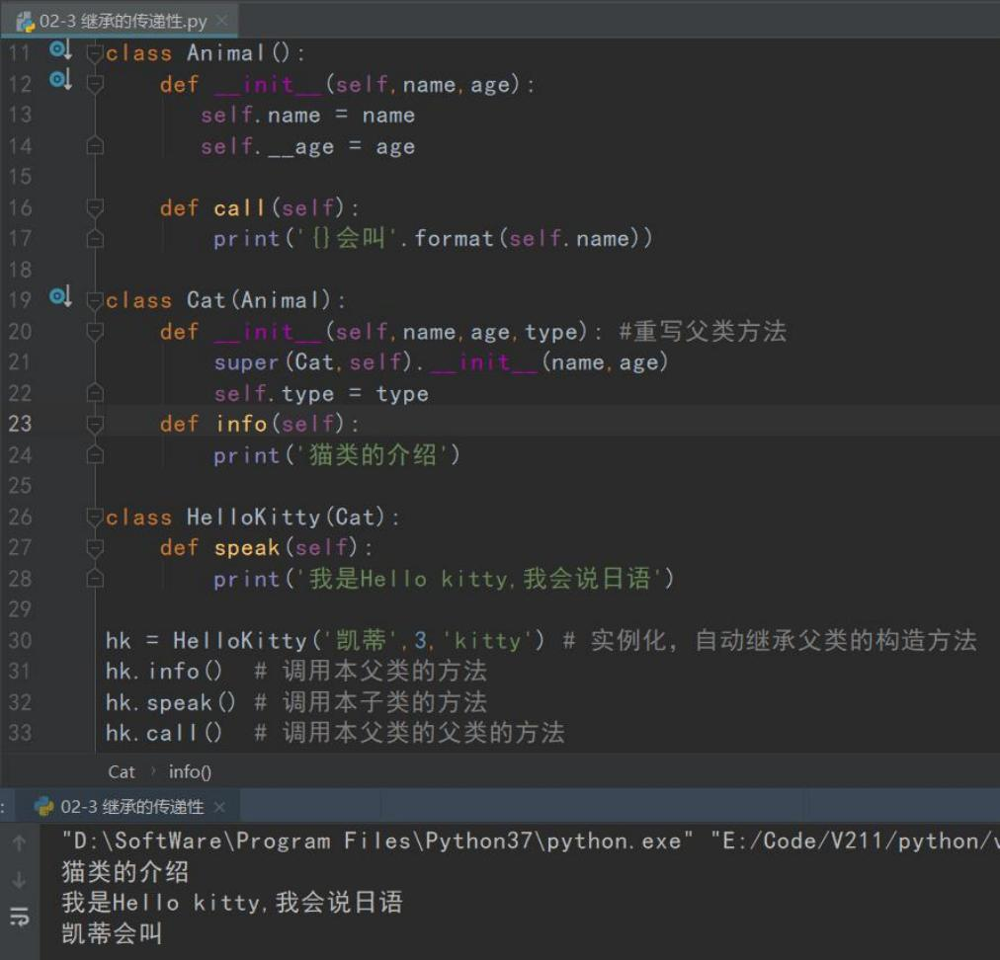 02-3 继承的传递性.py
11 class Animal():
12 def __init__(self,name,age):
13 self.name = name
14 self.__age = age
15
16 def call(self):
17 print('{}会叫'.format(self.name))
18
19 class Cat(Animal):
20 def __init__(self,name,age,type): #重写父类方法
21 super(Cat,self).__init__(name,age)
22 self.type = type
23 def info(self):
24 print('猫类的介绍')
25
26 class HelloKitty(Cat):
27 def speak(self):
28 print('我是Hello kitty,我会说日语')
29
30 hk = HelloKitty('凯蒂',3,'kitty') # 实例化，自动继承父类的构造方法
31 hk.info() # 调用本父类的方法
32 hk.speak() # 调用本子类的方法
33 hk.call() # 调用本父类的父类的方法
Cat › info()
: 02-3 继承的传递性
"D:\SoftWare\Program Files\Python37\python.exe" "E:/Code/V211/python/v
猫类的介绍
我是Hello kitty,我会说日语
凯蒂会叫